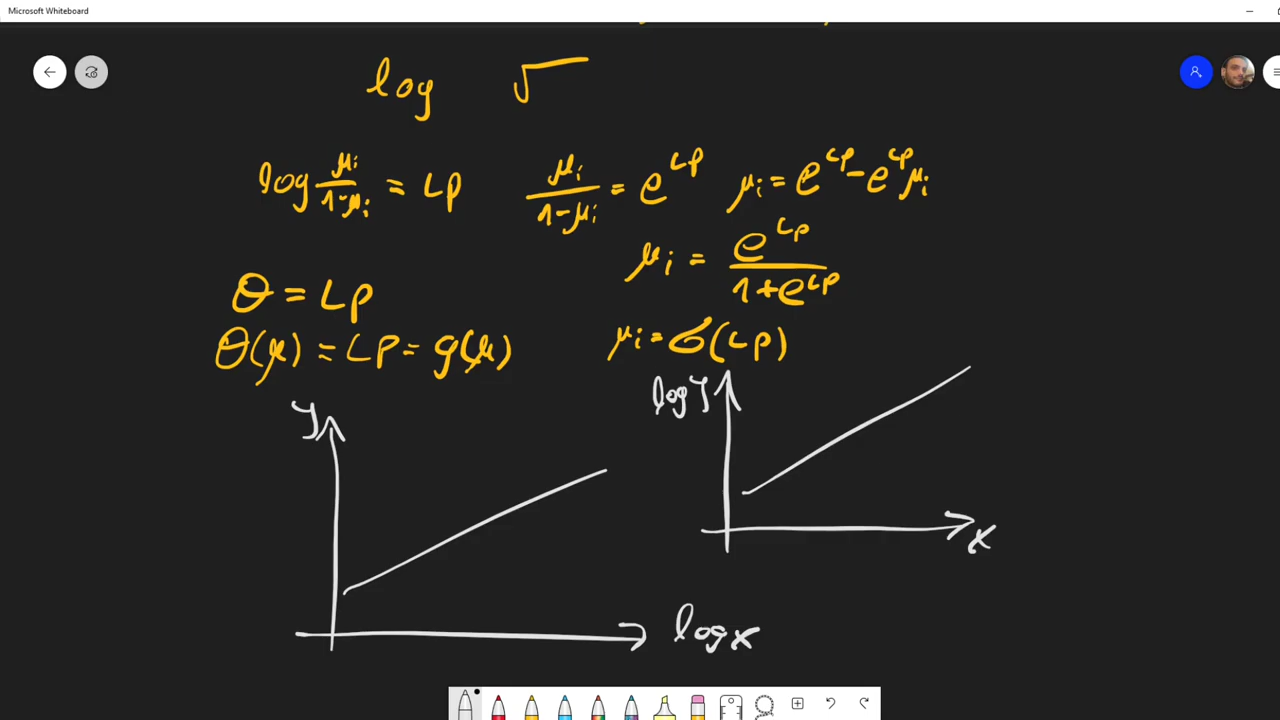 Microsoft Whiteboard
log √
log μi/(1-μi) = LP   μi/(1-μi) = e^LP   μi = e^LP - e^LP μi
μi = e^LP/(1+e^LP)
θ = LP
θ(μ) = LP = g(μ)   μi = σ(LP)
log y
y
x
log x